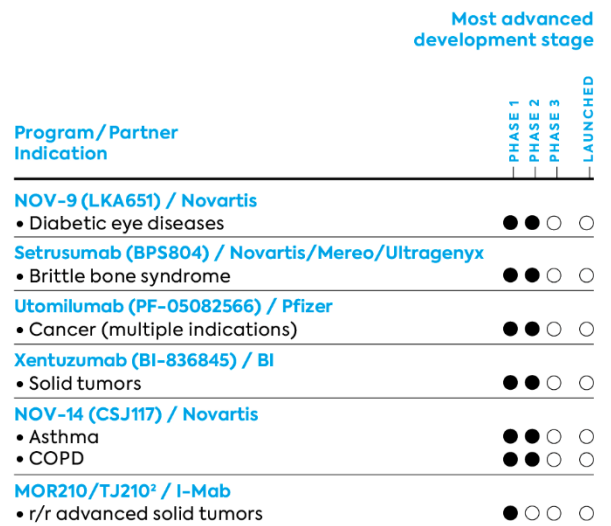 Most advanced
development stage
Program/Partner
Indication
PHASE 1
PHASE 2
PHASE 3
LAUNCHED
NOV-9 (LKA651) / Novartis
• Diabetic eye diseases
Setrusumab (BPS804) / Novartis/Mereo/Ultragenyx
• Brittle bone syndrome
Utomilumab (PF-05082566) / Pfizer
• Cancer (multiple indications)
Xentuzumab (BI-836845) / BI
• Solid tumors
NOV-14 (CSJ117) / Novartis
• Asthma
• COPD
MOR210/TJ210² / I-Mab
• r/r advanced solid tumors